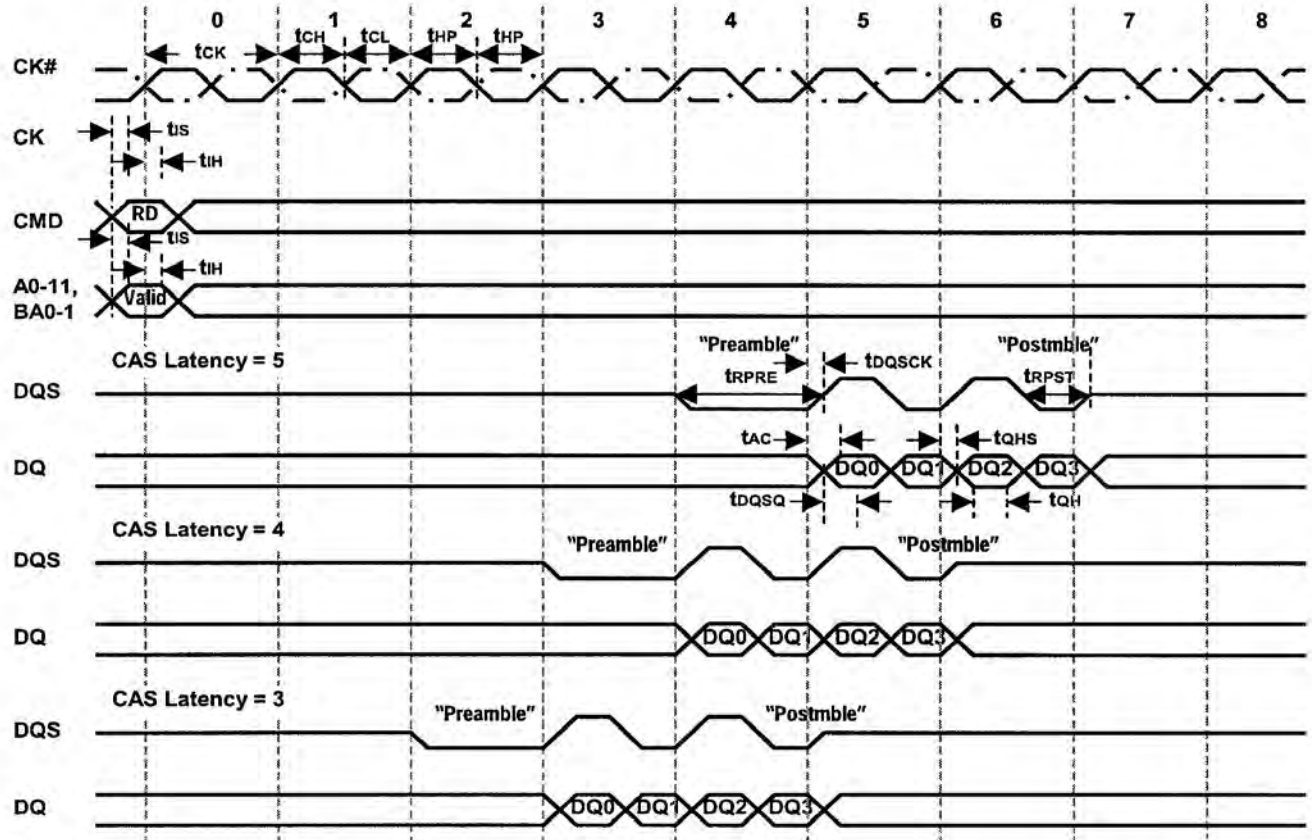 0 1 2 3 4 5 6 7 8
tCK tCH tCL tHP tHP
CK#
CK
tIS
tIH
CMD RD
tIS
tIH
A0-11,
BA0-1 Valid
CAS Latency = 5
"Preamble" tDQSCK "Postmble"
DQS tRPRE tRPST
tAC tQHS
DQ DQ0 DQ1 DQ2 DQ3
tDQSQ tQH
CAS Latency = 4
"Preamble" "Postmble"
DQS
DQ DQ0 DQ1 DQ2 DQ3
CAS Latency = 3
"Preamble" "Postmble"
DQS
DQ DQ0 DQ1 DQ2 DQ3